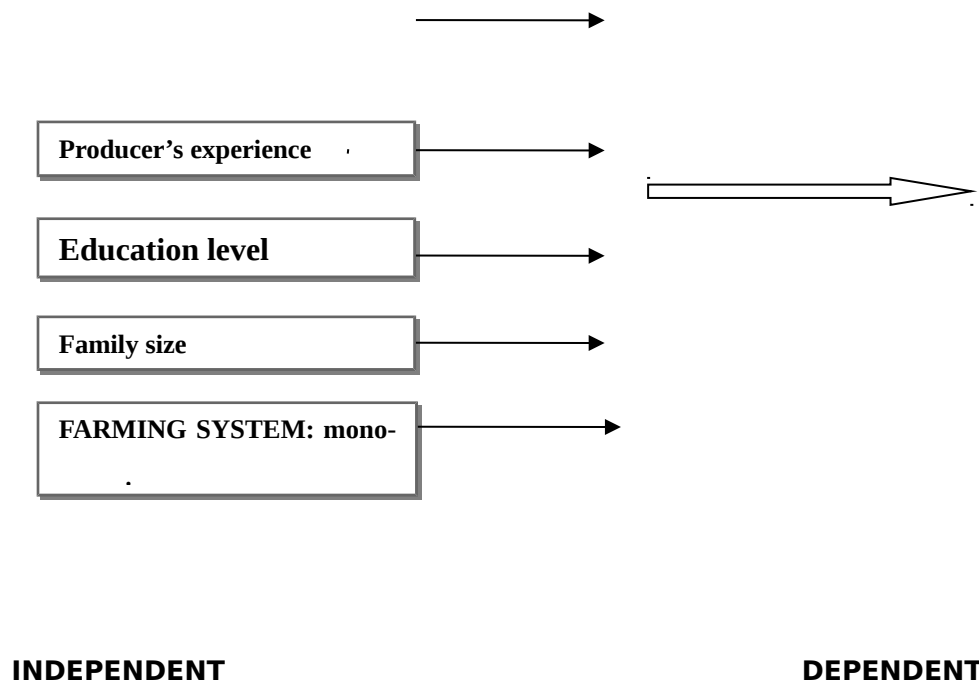 Producer’s experience
Education level
Family size
FARMING SYSTEM: mono-
INDEPENDENT
DEPENDENT